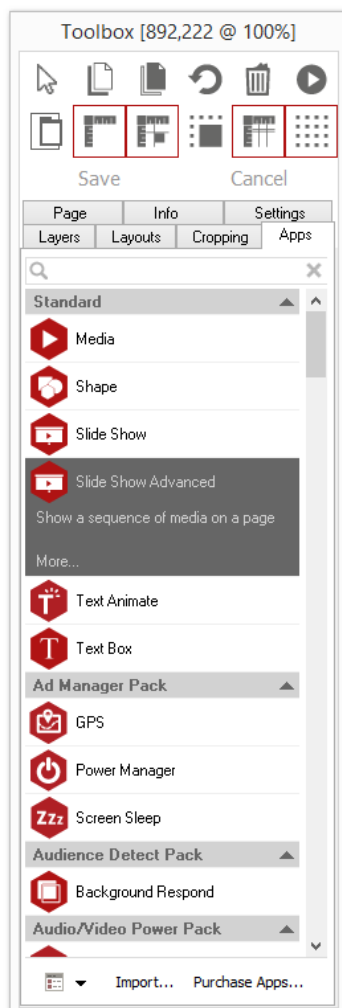 Toolbox [892,222 @ 100%]
Save Cancel
Page Info Settings
Layers Layouts Cropping Apps
Standard
Media
Shape
Slide Show
Slide Show Advanced
Show a sequence of media on a page
More...
T Text Animate
T Text Box
Ad Manager Pack
GPS
Power Manager
Zzz Screen Sleep
Audience Detect Pack
Background Respond
Audio/Video Power Pack
Import... Purchase Apps...